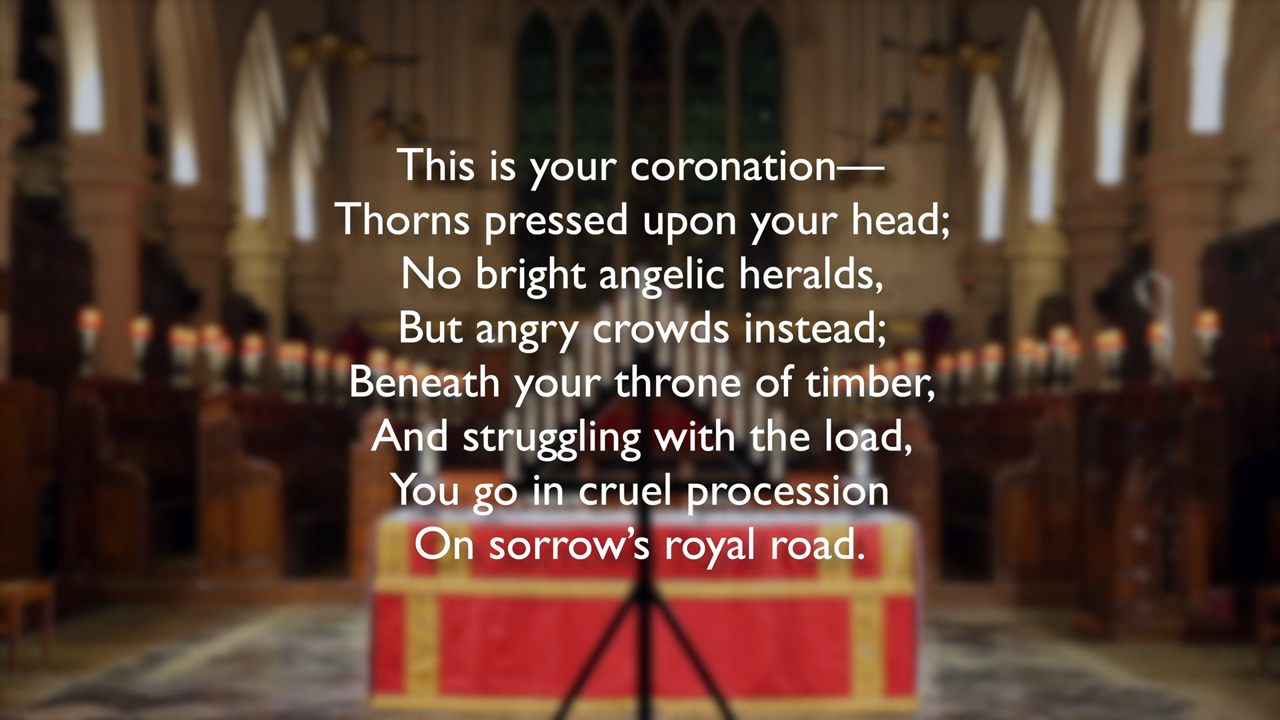 This is your coronation—
Thorns pressed upon your head;
No bright angelic heralds,
But angry crowds instead;
Beneath your throne of timber,
And struggling with the load,
You go in cruel procession
On sorrow’s royal road.